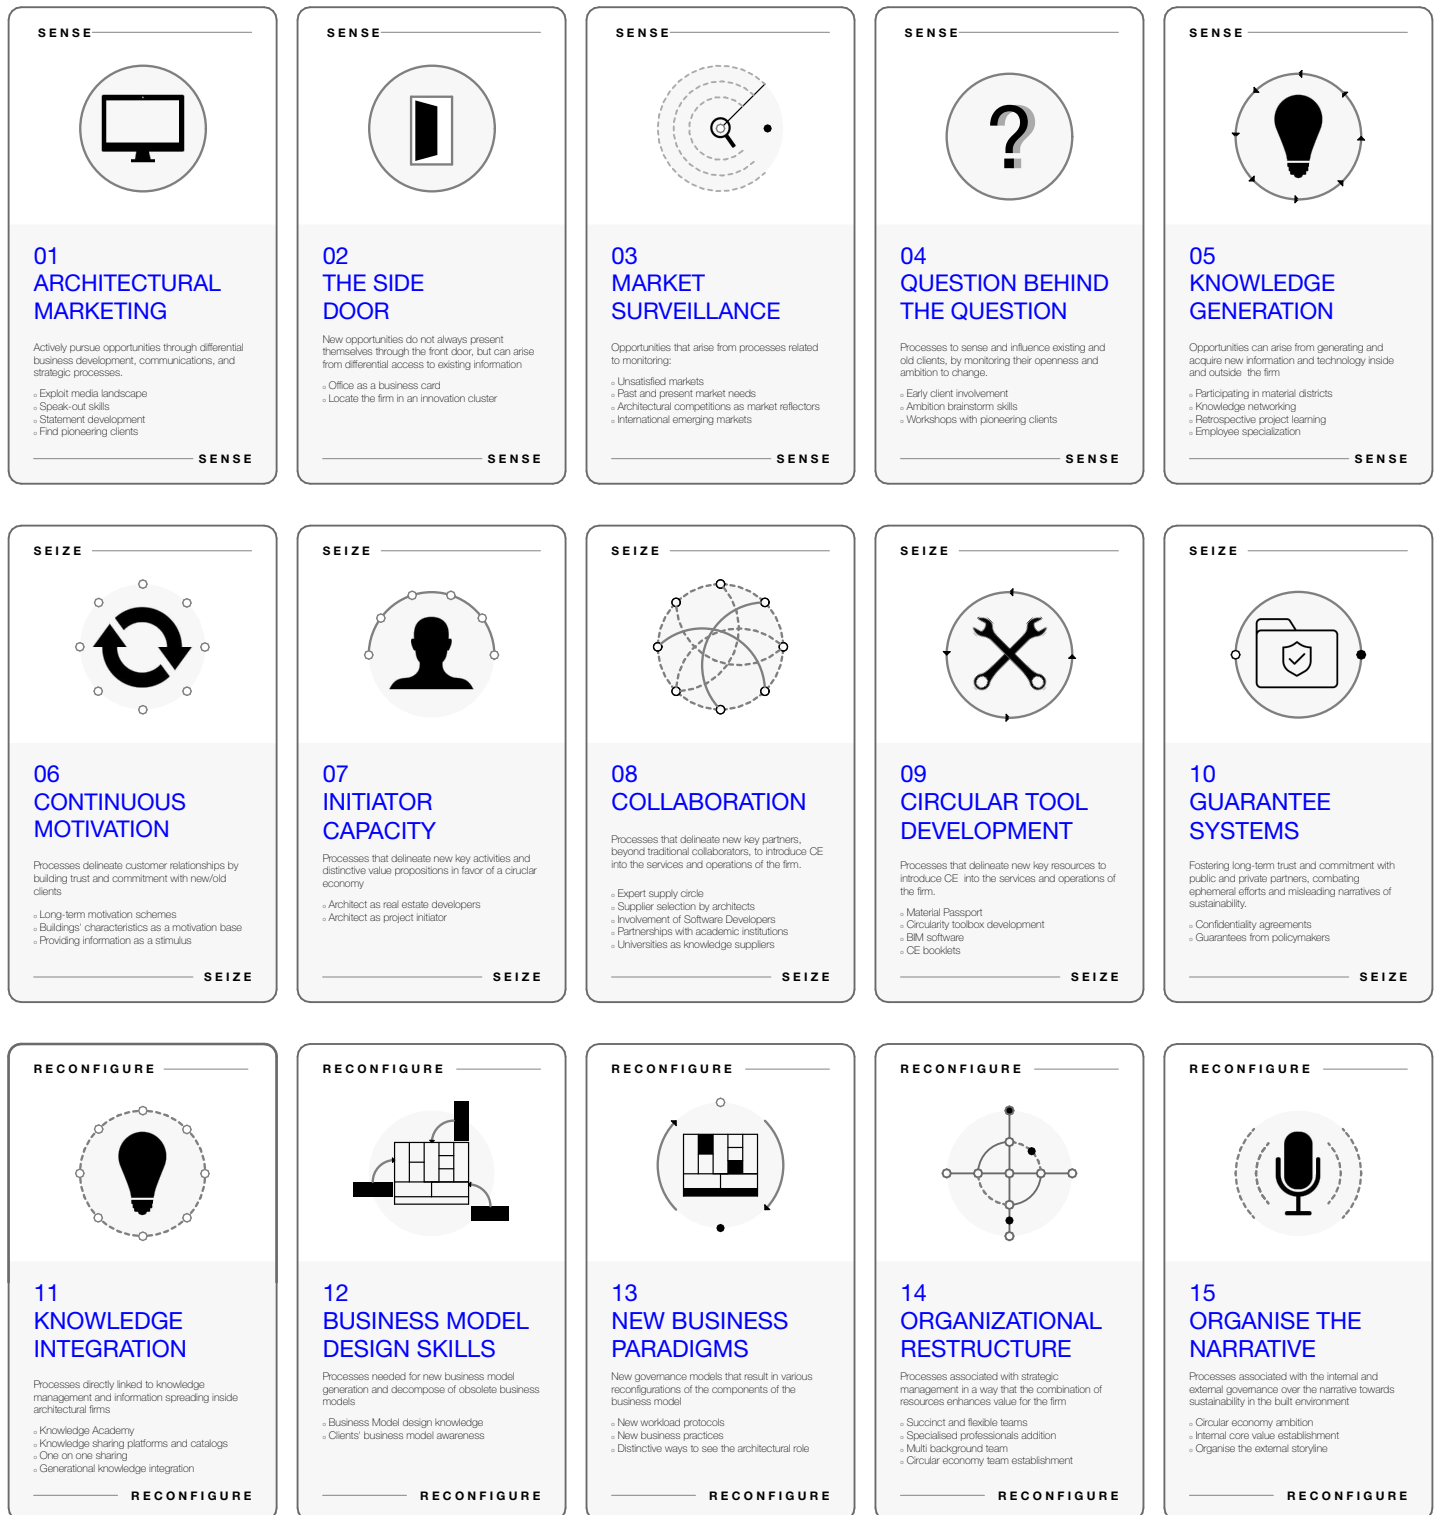 SENSE
01
ARCHITECTURAL
MARKETING
Actively pursue opportunities through differential
business development, communications, and
strategic processes.
▫ Exploit media landscape
▫ Speak-out skills
▫ Statement development
▫ Find pioneering clients
SENSE
SENSE
02
THE SIDE
DOOR
New opportunities do not always present
themselves through the front door, but can arise
from differential access to existing information
▫ Office as a business card
▫ Locate the firm in an innovation cluster
SENSE
SENSE
03
MARKET
SURVEILLANCE
Opportunities that arise from processes related
to monitoring:
▫ Unsatisfied markets
▫ Past and present market needs
▫ Architectural competitions as market reflectors
▫ International emerging markets
SENSE
SENSE
?
04
QUESTION BEHIND
THE QUESTION
Processes to sense and influence existing and
old clients, by monitoring their openness and
ambition to change.
▫ Early client involvement
▫ Ambition brainstorm skills
▫ Workshops with pioneering clients
SENSE
SENSE
05
KNOWLEDGE
GENERATION
Opportunities can arise from generating and
acquire new information and technology inside
and outside the firm
▫ Participating in material districts
▫ Knowledge networking
▫ Retrospective project learning
▫ Employee specialization
SENSE
SEIZE
06
CONTINUOUS
MOTIVATION
Processes delineate customer relationships by
building trust and commitment with new/old
clients
▫ Long-term motivation schemes
▫ Buildings' characteristics as a motivation base
▫ Providing information as a stimulus
SEIZE
SEIZE
07
INITIATOR
CAPACITY
Processes that delineate new key activities and
distinctive value propositions in favor of a ciruclar
economy
▫ Architect as real estate developers
▫ Architect as project initiator
SEIZE
SEIZE
08
COLLABORATION
Processes that delineate new key partners,
beyond traditional collaborators, to introduce CE
into the services and operations of the firm.
▫ Expert supply circle
▫ Supplier selection by architects
▫ Involvement of Software Developers
▫ Partnerships with academic institutions
▫ Universities as knowledge suppliers
SEIZE
SEIZE
09
CIRCULAR TOOL
DEVELOPMENT
Processes that delineate new key resources to
introduce CE into the services and operations of
the firm.
▫ Material Passport
▫ Circularity toolbox development
▫ BIM software
▫ CE booklets
SEIZE
SEIZE
10
GUARANTEE
SYSTEMS
Fostering long-term trust and commitment with
public and private partners, combating
ephemeral efforts and misleading narratives of
sustainability.
▫ Confidentiality agreements
▫ Guarantees from policymakers
SEIZE
RECONFIGURE
11
KNOWLEDGE
INTEGRATION
Processes directly linked to knowledge
management and information spreading inside
architectural firms
▫ Knowledge Academy
▫ Knowledge sharing platforms and catalogs
▫ One on one sharing
▫ Generational knowledge integration
RECONFIGURE
RECONFIGURE
12
BUSINESS MODEL
DESIGN SKILLS
Processes needed for new business model
generation and decompose of obsolete business
models
▫ Business Model design knowledge
▫ Clients' business model awareness
RECONFIGURE
RECONFIGURE
13
NEW BUSINESS
PARADIGMS
New governance models that result in various
reconfigurations of the components of the
business model
▫ New workload protocols
▫ New business practices
▫ Distinctive ways to see the architectural role
RECONFIGURE
RECONFIGURE
14
ORGANIZATIONAL
RESTRUCTURE
Processes associated with strategic
management in a way that the combination of
resources enhances value for the firm
▫ Succinct and flexible teams
▫ Specialised professionals addition
▫ Multi background team
▫ Circular economy team establishment
RECONFIGURE
RECONFIGURE
15
ORGANISE THE
NARRATIVE
Processes associated with the internal and
external governance over the narrative towards
sustainability in the built environment
▫ Circular economy ambition
▫ Internal core value establishment
▫ Organise the external storyline
RECONFIGURE